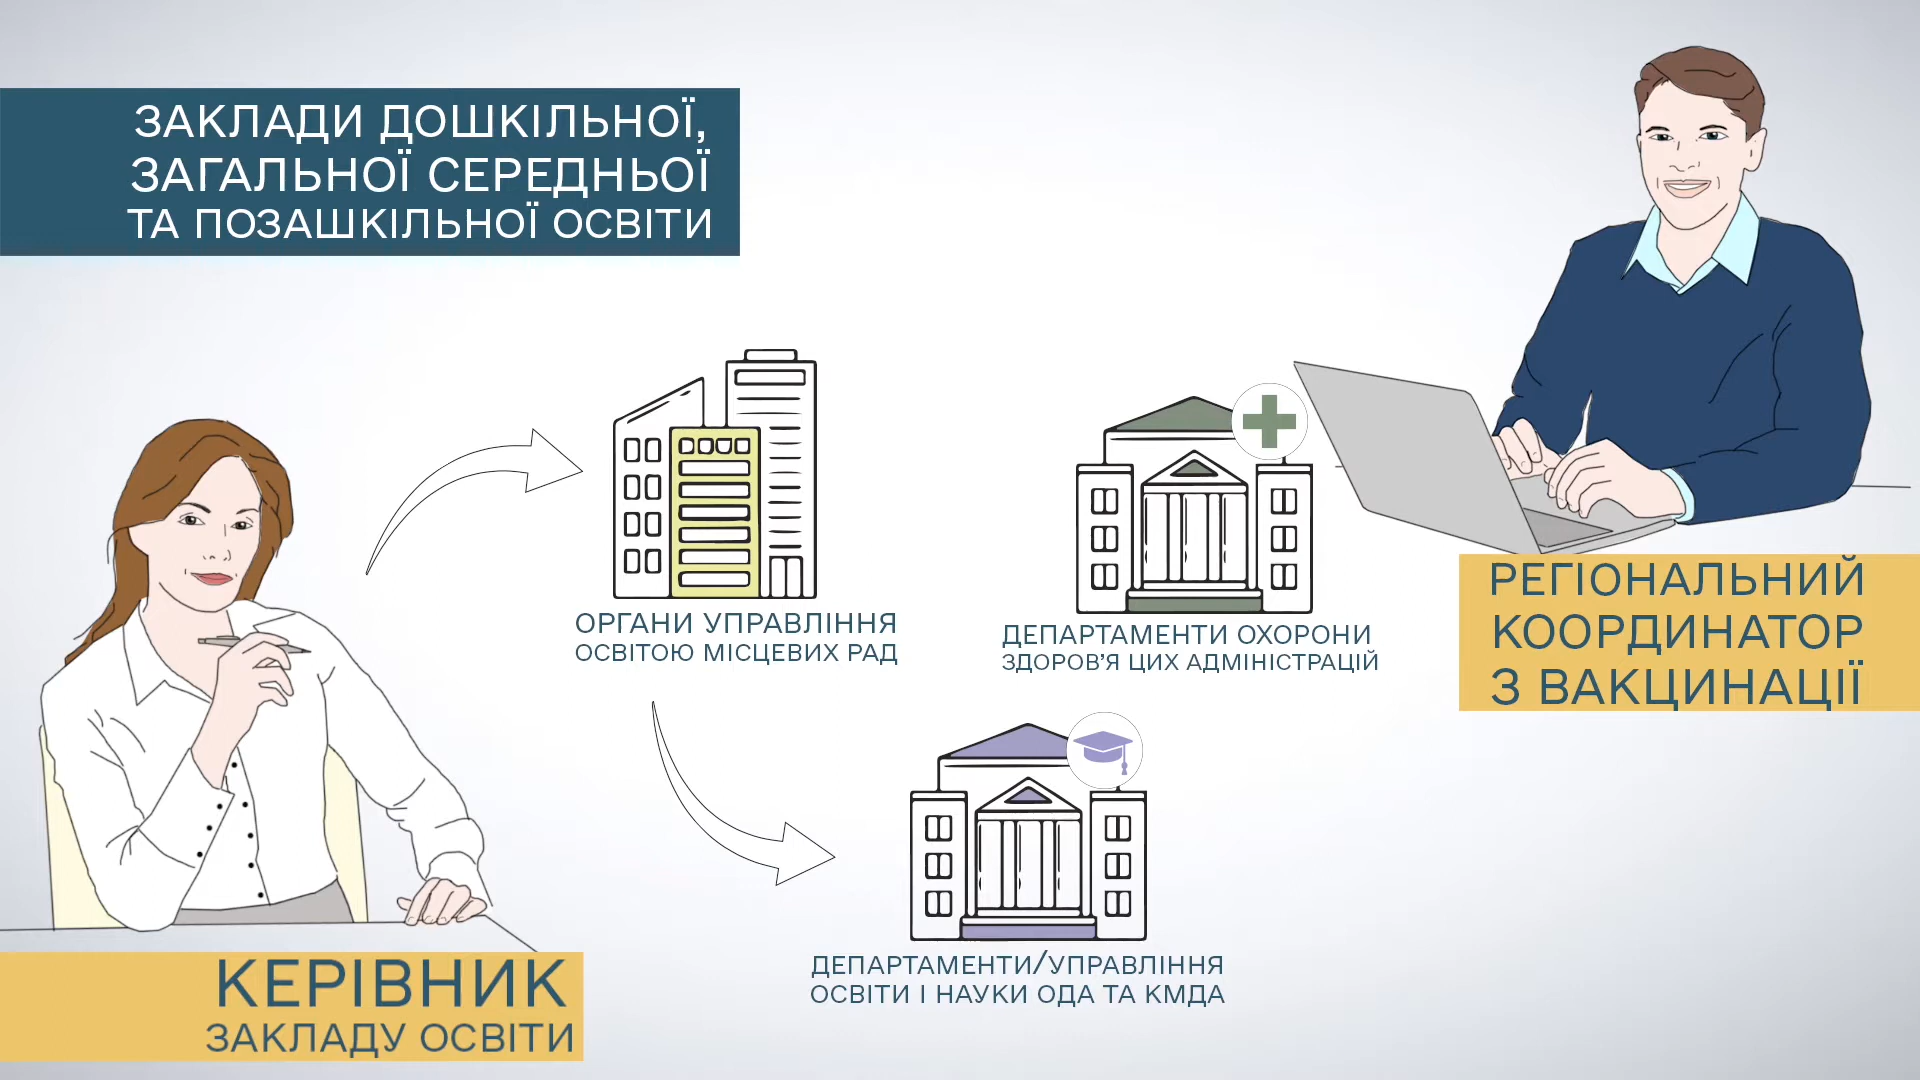 ЗАКЛАДИ ДОШКІЛЬНОЇ,
ЗАГАЛЬНОЇ СЕРЕДНЬОЇ
ТА ПОЗАШКІЛЬНОЇ ОСВІТИ
ОРГАНИ УПРАВЛІННЯ
ОСВІТОЮ МІСЦЕВИХ РАД
ДЕПАРТАМЕНТИ ОХОРОНИ
ЗДОРОВ’Я ЦИХ АДМІНІСТРАЦІЙ
РЕГІОНАЛЬНИЙ
КООРДИНАТОР
З ВАКЦИНАЦІЇ
ДЕПАРТАМЕНТИ/УПРАВЛІННЯ
ОСВІТИ І НАУКИ ОДА ТА КМДА
КЕРІВНИК
ЗАКЛАДУ ОСВІТИ